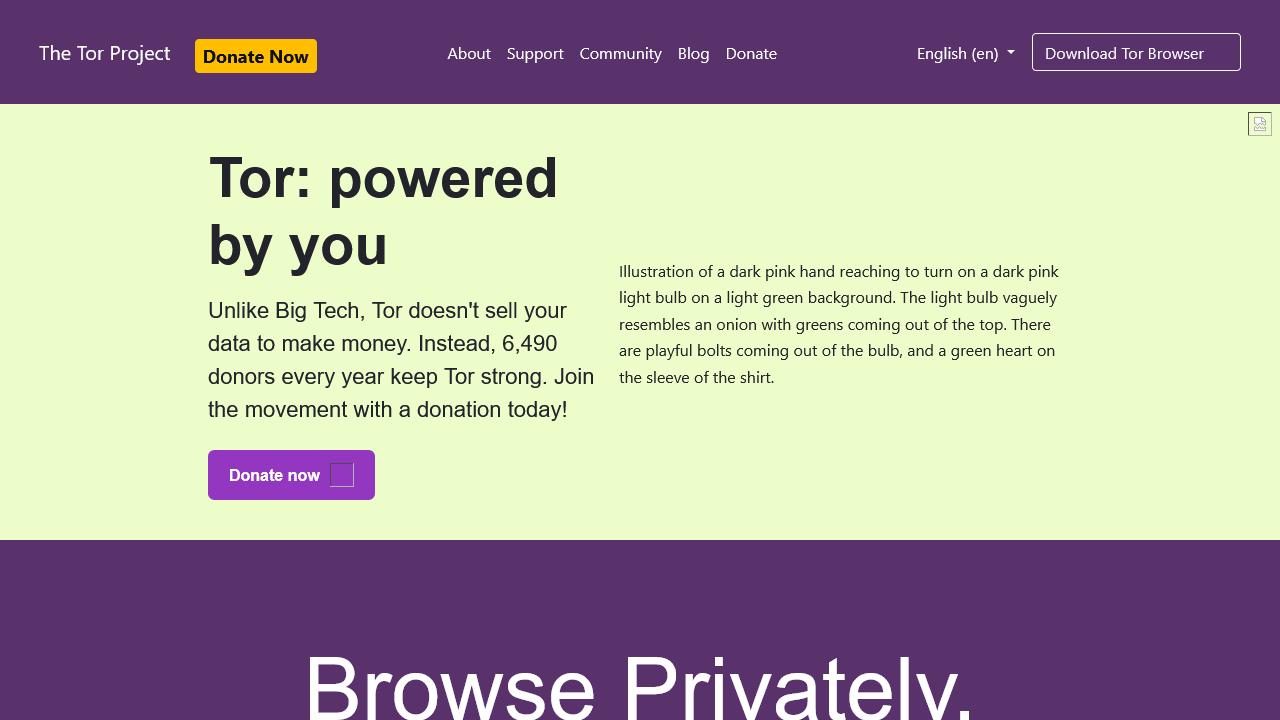 The Tor Project
Donate Now
About
Support
Community
Blog
Donate
English (en)
Download Tor Browser
Tor: powered
by you
Unlike Big Tech, Tor doesn't sell your
data to make money. Instead, 6,490
donors every year keep Tor strong. Join
the movement with a donation today!
Donate now
Illustration of a dark pink hand reaching to turn on a dark pink
light bulb on a light green background. The light bulb vaguely
resembles an onion with greens coming out of the top. There
are playful bolts coming out of the bulb, and a green heart on
the sleeve of the shirt.
Browse Privately.